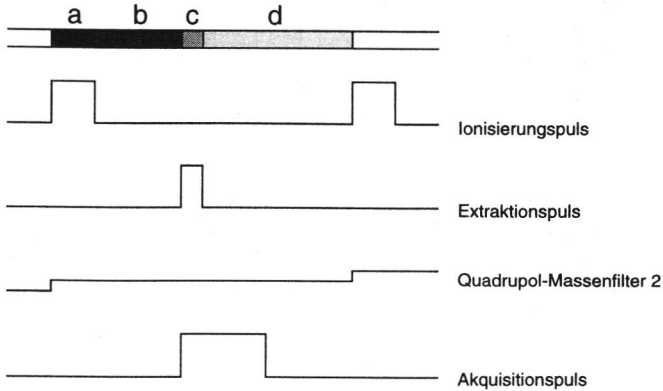 a b c d
Ionisierungspuls
Extraktionspuls
Quadrupol-Massenfilter 2
Akquisitionspuls